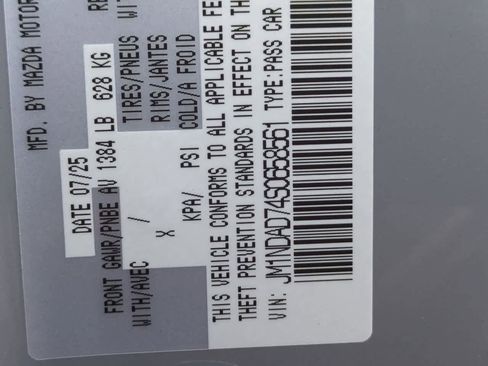 MFD. BY MAZDA MOTOR
DATE 07/25
FRONT GAWR/PNBE AV 1384 LB 628 KG
WITH/AVEC / TIRES/PNEUS WIT
X RIMS/JANTES
KPA/ PSI COLD/A FROID
THIS VEHICLE CONFORMS TO ALL APPLICABLE FE
THEFT PREVENTION STANDARDS IN EFFECT ON TH
VIN: JM1NDAD74S0658561 TYPE:PASS CAR